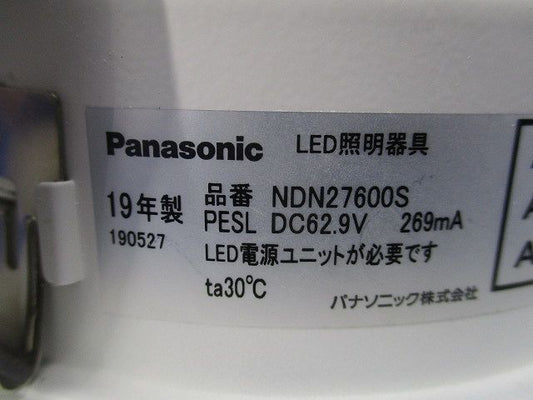 Panasonic LED照明器具
19年製 品番 NDN27600S
190527 PESL DC62.9V 269mA
LED電源ユニットが必要です
ta30℃
パナソニック株式会社